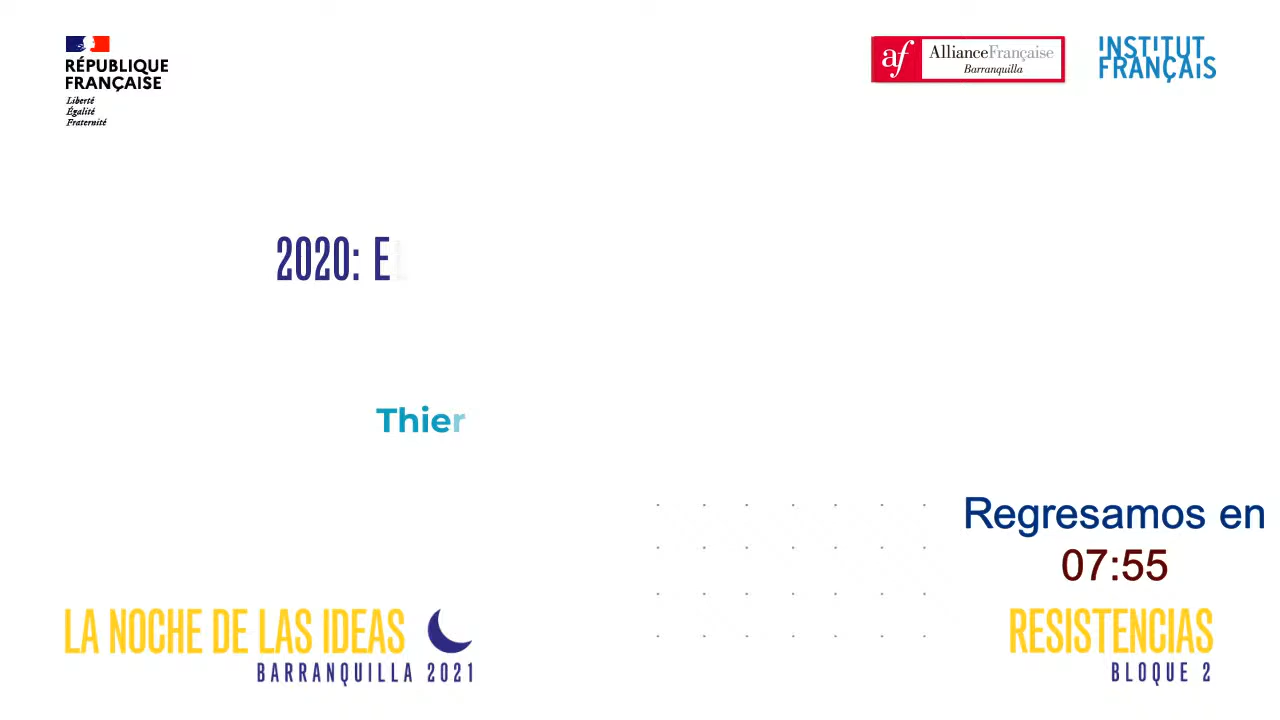 RÉPUBLIQUE
FRANÇAISE
Liberté
Égalité
Fraternité
af AllianceFrançaise
Barranquilla
INSTITUT
FRANÇAIS
2020: E
Thier
Regresamos en
07:55
LA NOCHE DE LAS IDEAS
BARRANQUILLA 2021
RESISTENCIAS
BLOQUE 2